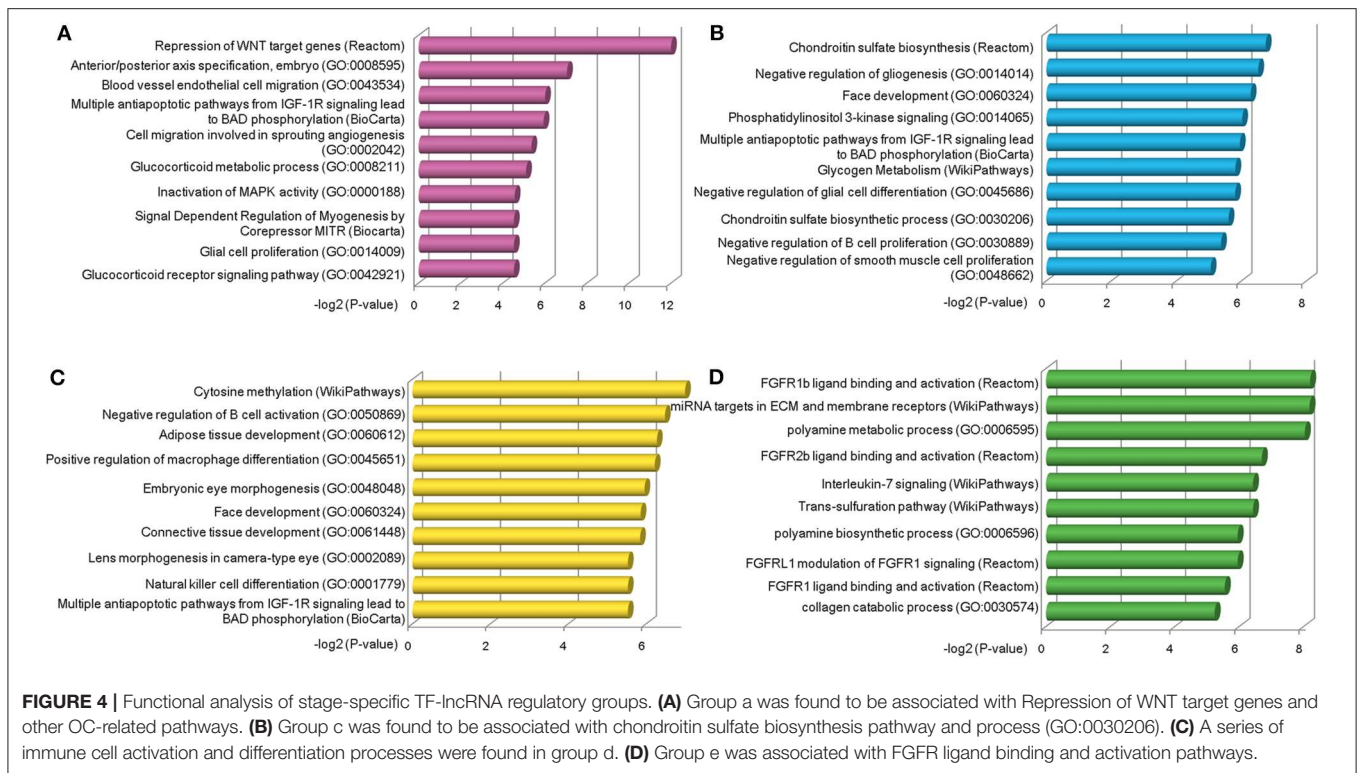 A
Repression of WNT target genes (Reactom)
Anterior/posterior axis specification, embryo (GO:0008595)
Blood vessel endothelial cell migration (GO:0043534)
Multiple antiapoptotic pathways from IGF-1R signaling lead
to BAD phosphorylation (BioCarta)
Cell migration involved in sprouting angiogenesis
(GO:0002042)
Glucocorticoid metabolic process (GO:0008211)
Inactivation of MAPK activity (GO:0000188)
Signal Dependent Regulation of Myogenesis by
Corepressor MITR (Biocarta)
Glial cell proliferation (GO:0014009)
Glucocorticoid receptor signaling pathway (GO:0042921)
-log2 (P-value) 0 2 4 6 8 10 12
B
Chondroitin sulfate biosynthesis (Reactom)
Negative regulation of gliogenesis (GO:0014014)
Face development (GO:0060324)
Phosphatidylinositol 3-kinase signaling (GO:0014065)
Multiple antiapoptotic pathways from IGF-1R signaling lead
to BAD phosphorylation (BioCarta)
Glycogen Metabolism (WikiPathways)
Negative regulation of glial cell differentiation (GO:0045686)
Chondroitin sulfate biosynthetic process (GO:0030206)
Negative regulation of B cell proliferation (GO:0030889)
Negative regulation of smooth muscle cell proliferation
(GO:0048662)
-log2 (P-value) 0 2 4 6 8
C
Cytosine methylation (WikiPathways)
Negative regulation of B cell activation (GO:0050869)
Adipose tissue development (GO:0060612)
Positive regulation of macrophage differentiation (GO:0045651)
Embryonic eye morphogenesis (GO:0048048)
Face development (GO:0060324)
Connective tissue development (GO:0061448)
Lens morphogenesis in camera-type eye (GO:0002089)
Natural killer cell differentiation (GO:0001779)
Multiple antiapoptotic pathways from IGF-1R signaling lead to
BAD phosphorylation (BioCarta)
-log2 (P-value) 0 2 4 6
D
FGFR1b ligand binding and activation (Reactom)
miRNA targets in ECM and membrane receptors (WikiPathways)
polyamine metabolic process (GO:0006595)
FGFR2b ligand binding and activation (Reactom)
Interleukin-7 signaling (WikiPathways)
Trans-sulfuration pathway (WikiPathways)
polyamine biosynthetic process (GO:0006596)
FGFRL1 modulation of FGFR1 signaling (Reactom)
FGFR1 ligand binding and activation (Reactom)
collagen catabolic process (GO:0030574)
-log2 (P-value) 0 2 4 6 8
FIGURE 4 | Functional analysis of stage-specific TF-lncRNA regulatory groups. (A) Group a was found to be associated with Repression of WNT target genes and
other OC-related pathways. (B) Group c was found to be associated with chondroitin sulfate biosynthesis pathway and process (GO:0030206). (C) A series of
immune cell activation and differentiation processes were found in group d. (D) Group e was associated with FGFR ligand binding and activation pathways.